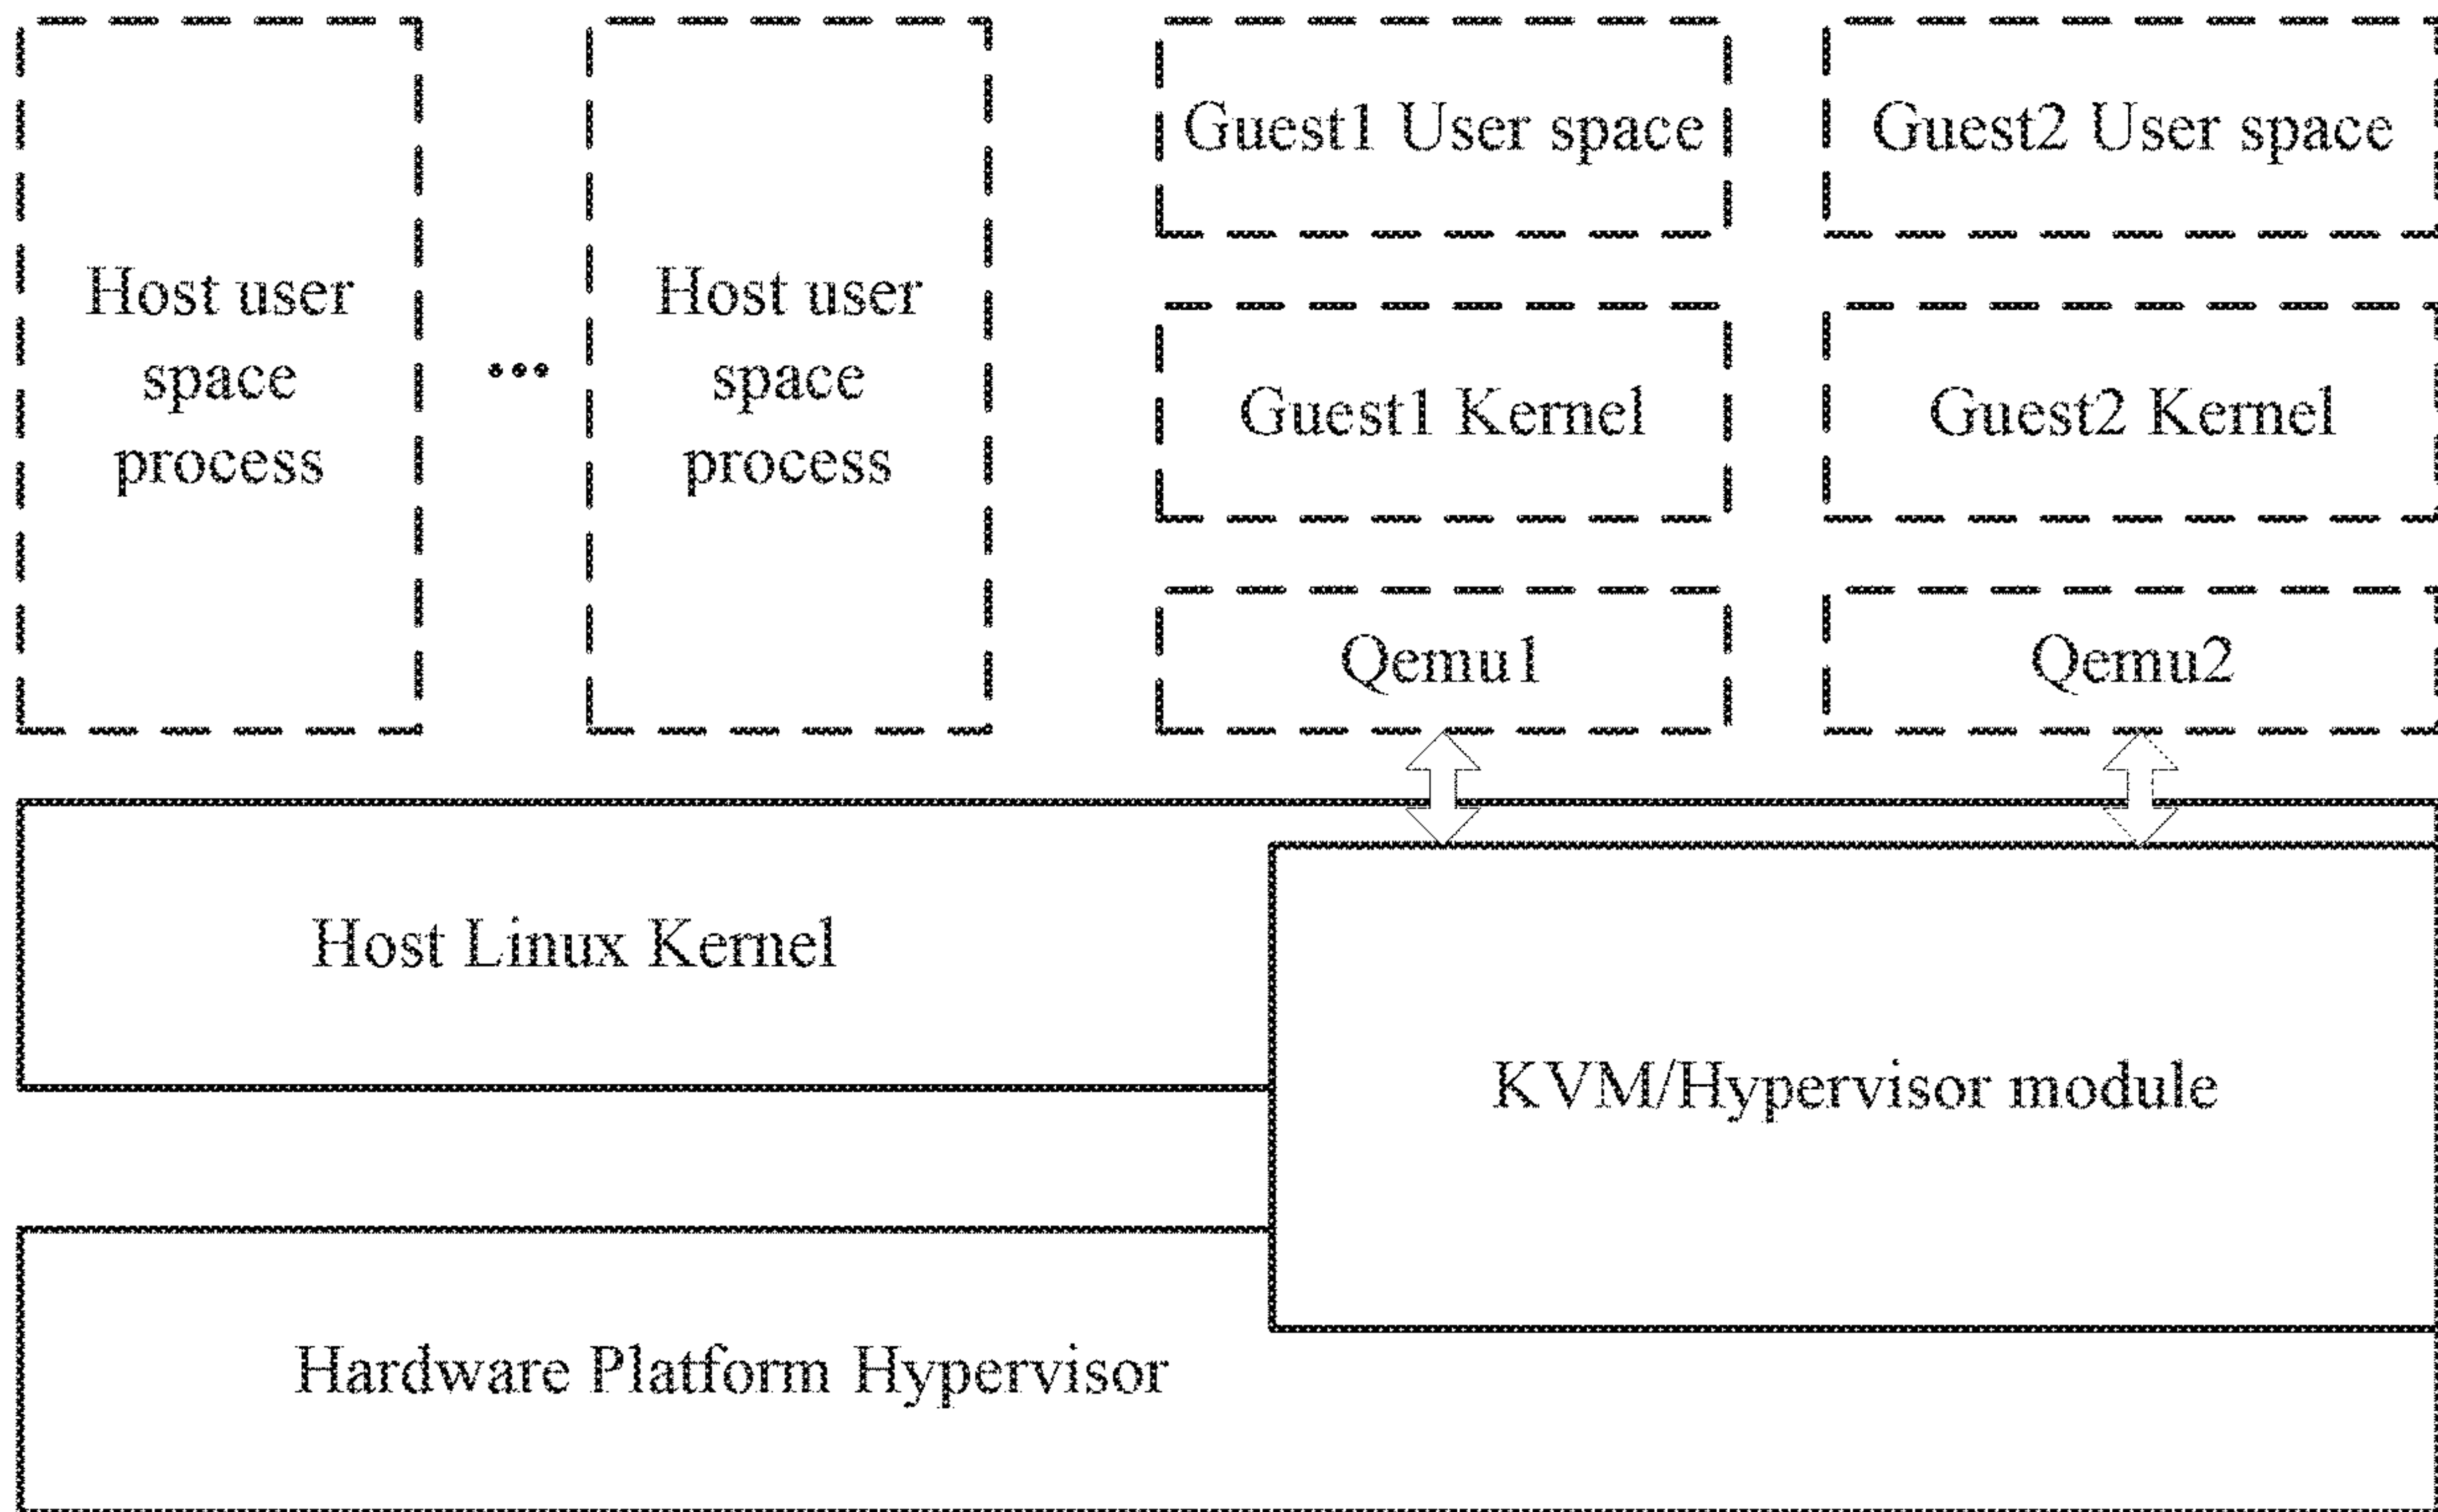 Host user
space
process
...
Host user
space
process
Guest1 User space
Guest2 User space
Guest1 Kernel
Guest2 Kernel
Qemu1
Qemu2
Host Linux Kernel
KVM/Hypervisor module
Hardware Platform Hypervisor